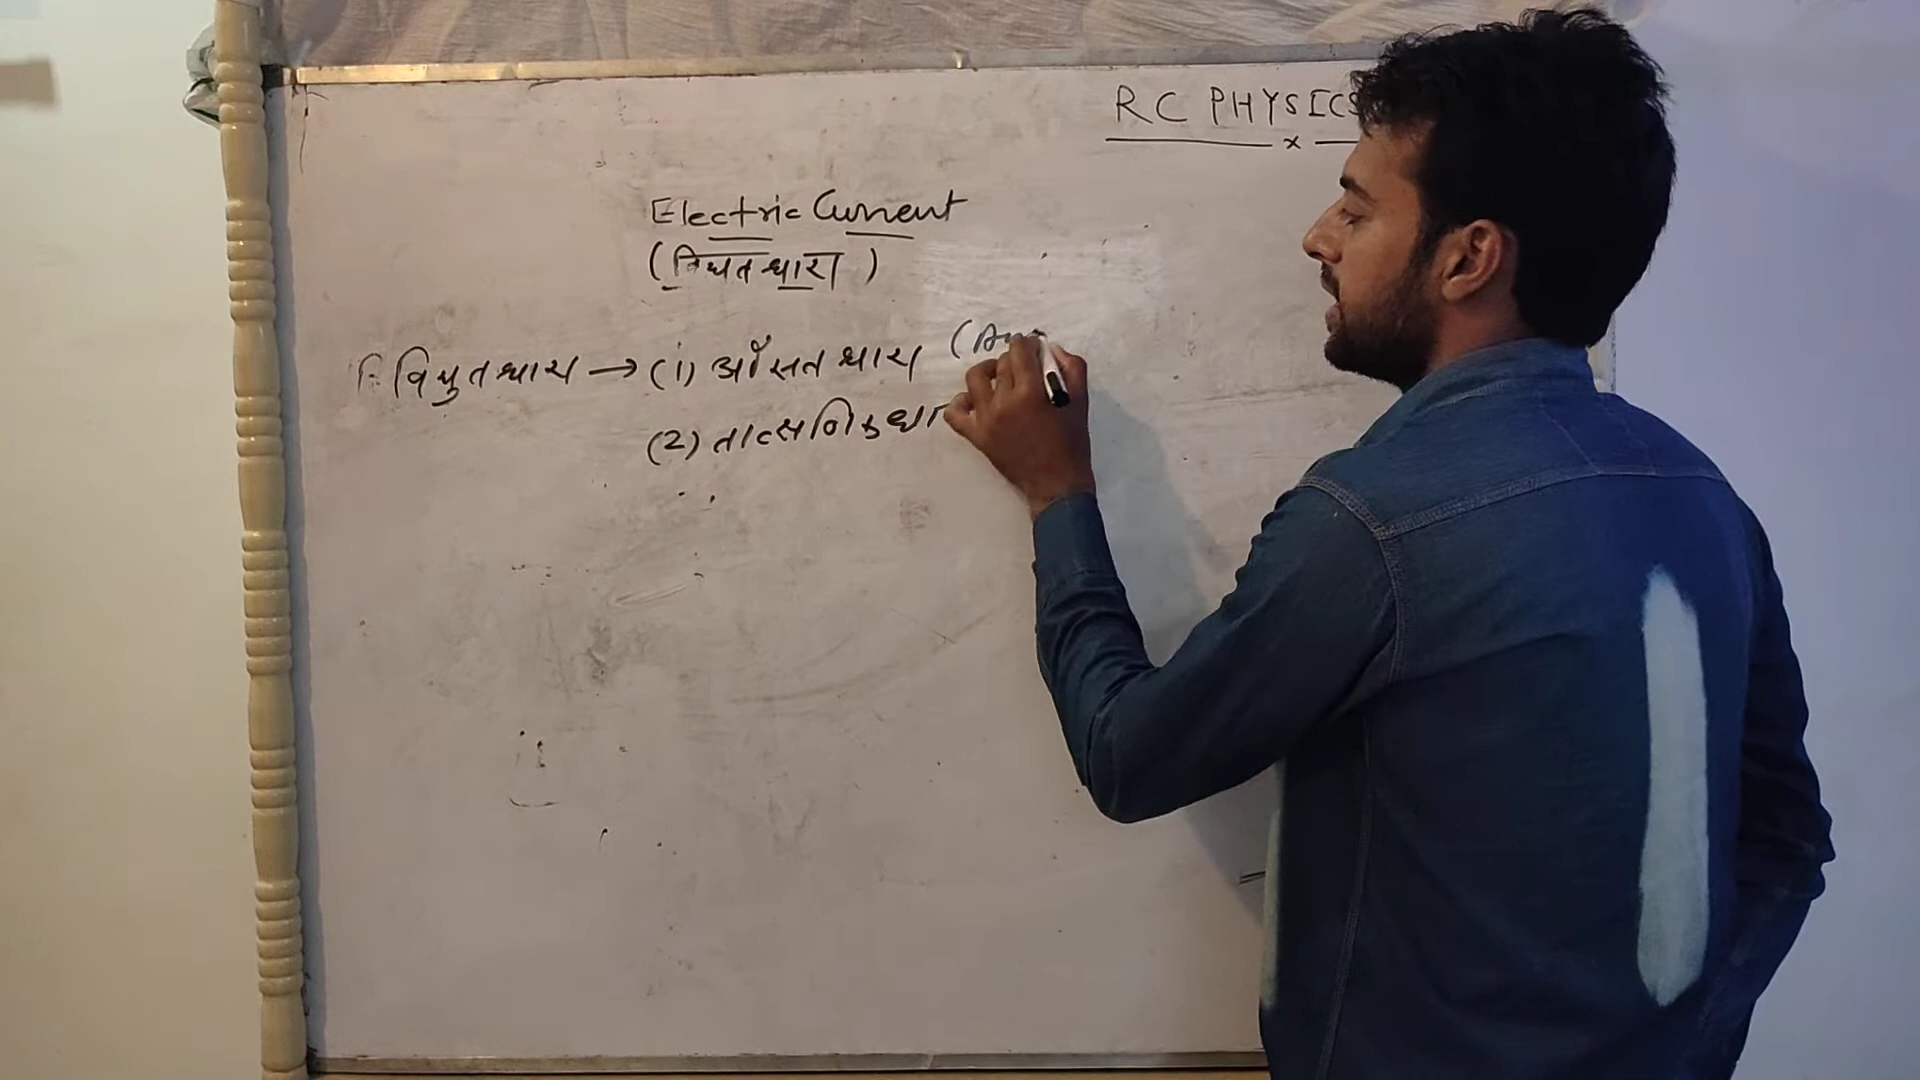 RC PHYSICS
Electric Current
(विधुत धारा)
विधुत धारा → (1) औसत धारा (
(2) तात्क्षणिक धा